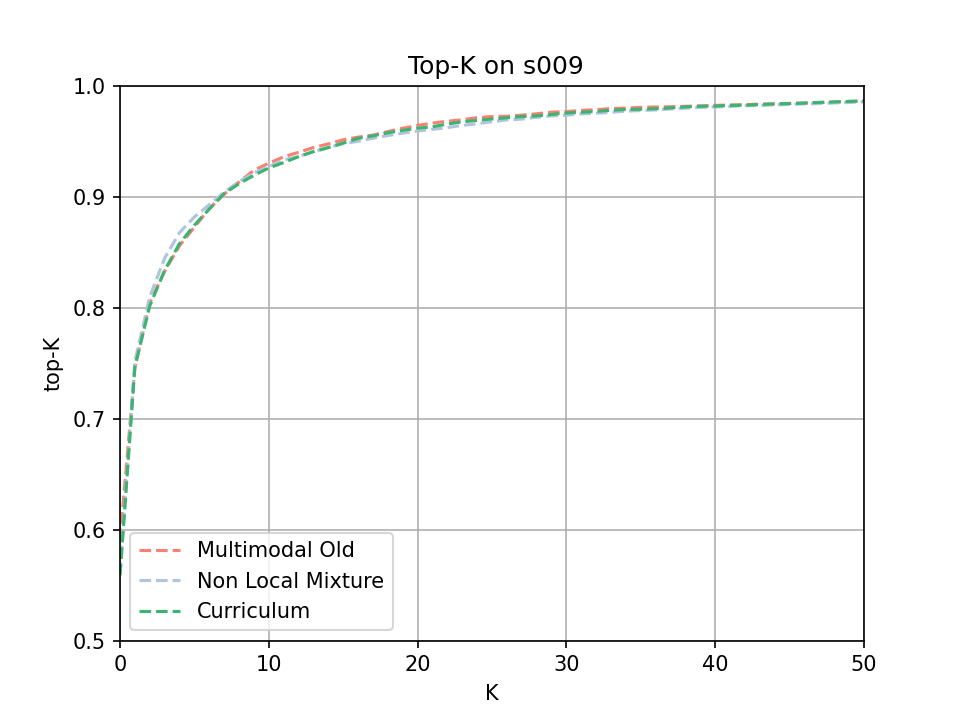 Top-K on s009
1.0
0.9
0.8
0.7
0.6
0.5
top-K
Multimodal Old
Non Local Mixture
Curriculum
0 10 20 30 40 50
K